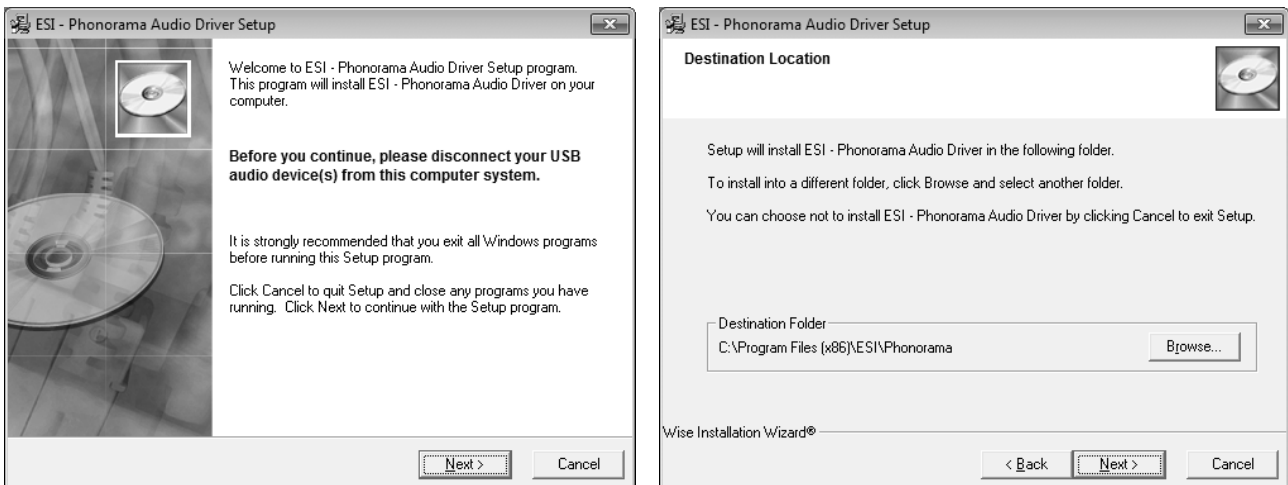 ESI - Phonorama Audio Driver Setup
Welcome to ESI - Phonorama Audio Driver Setup program.
This program will install ESI - Phonorama Audio Driver on your
computer.
Before you continue, please disconnect your USB
audio device(s) from this computer system.
It is strongly recommended that you exit all Windows programs
before running this Setup program.
Click Cancel to quit Setup and close any programs you have
running.  Click Next to continue with the Setup program.
Next >
Cancel
ESI - Phonorama Audio Driver Setup
Destination Location
Setup will install ESI - Phonorama Audio Driver in the following folder.
To install into a different folder, click Browse and select another folder.
You can choose not to install ESI - Phonorama Audio Driver by clicking Cancel to exit Setup.
Destination Folder
C:\Program Files (x86)\ESI\Phonorama
Browse...
Wise Installation Wizard®
< Back
Next >
Cancel